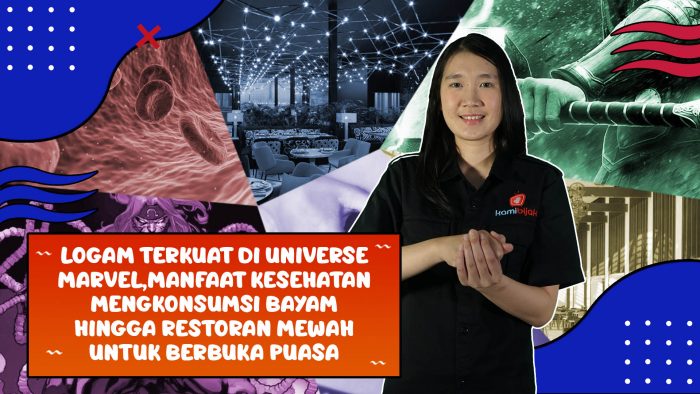 kamibijak
LOGAM TERKUAT DI UNIVERSE
MARVEL,MANFAAT KESEHATAN
MENGKONSUMSI BAYAM
HINGGA RESTORAN MEWAH
UNTUK BERBUKA PUASA